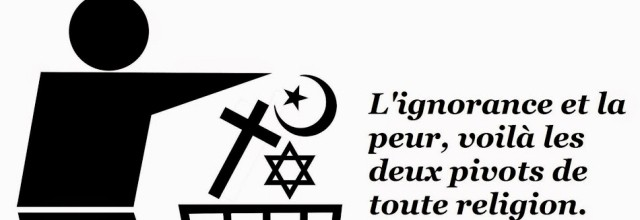 L'ignorance et la
peur, voilà les
deux pivots de
toute religion.